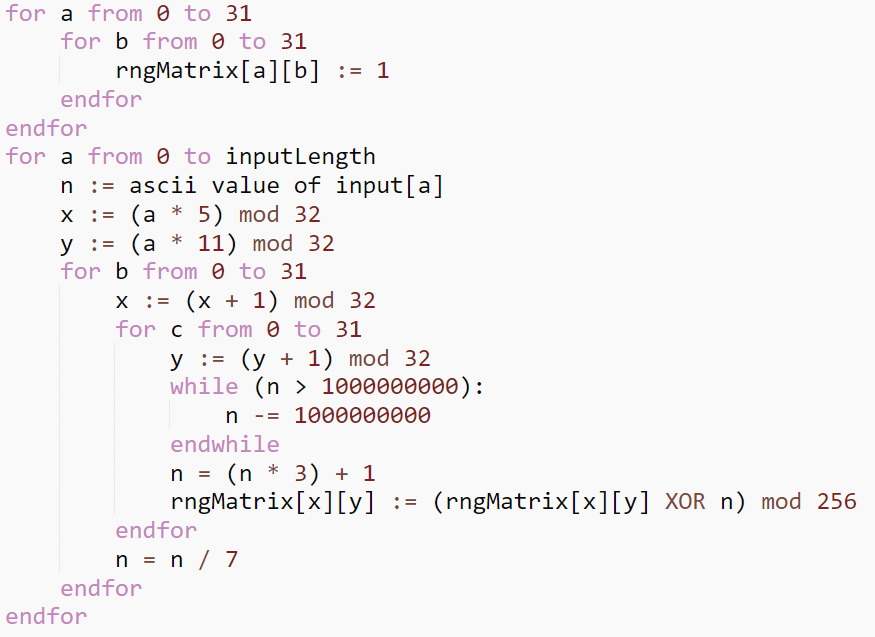 for a from 0 to 31
    for b from 0 to 31
        rngMatrix[a][b] := 1
    endfor
endfor
for a from 0 to inputLength
    n := ascii value of input[a]
    x := (a * 5) mod 32
    y := (a * 11) mod 32
    for b from 0 to 31
        x := (x + 1) mod 32
        for c from 0 to 31
            y := (y + 1) mod 32
            while (n > 1000000000):
                n -= 1000000000
            endwhile
            n = (n * 3) + 1
            rngMatrix[x][y] := (rngMatrix[x][y] XOR n) mod 256
        endfor
        n = n / 7
    endfor
endfor